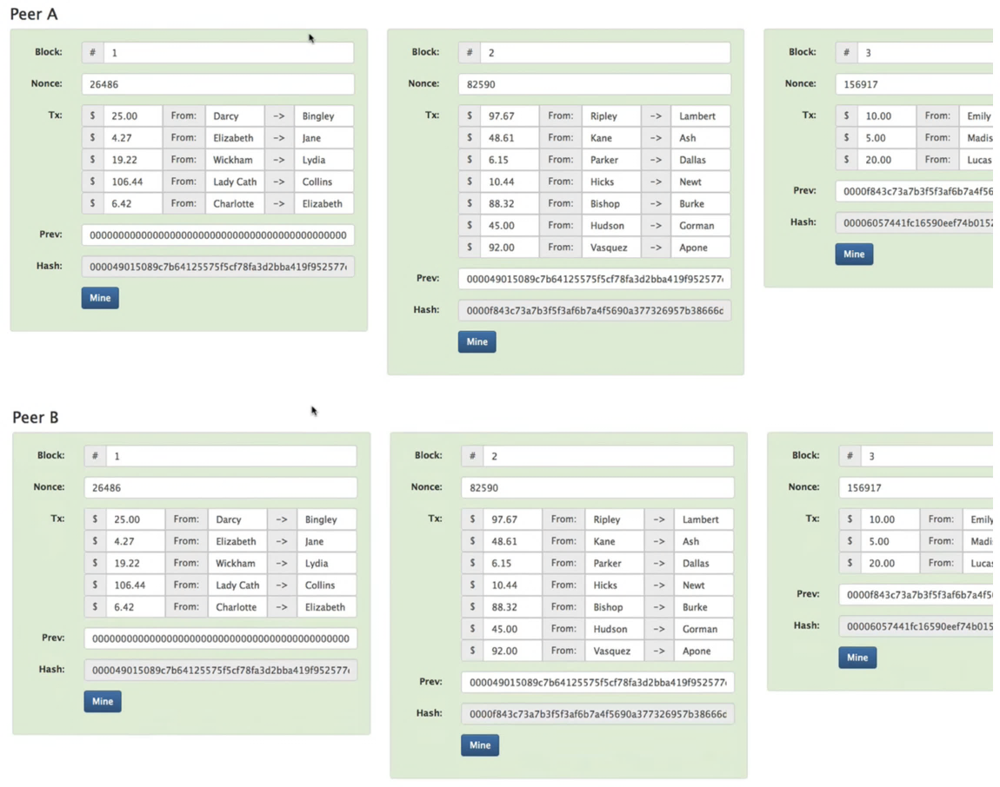 Peer A
Block: # 1
Nonce: 26486
Tx: $ 25.00 From: Darcy -> Bingley
$ 4.27 From: Elizabeth -> Jane
$ 19.22 From: Wickham -> Lydia
$ 106.44 From: Lady Cath -> Collins
$ 6.42 From: Charlotte -> Elizabeth
Prev: 00000000000000000000000000000000000000000000
Hash: 000049015089c7b64125575f5cf78fa3d2bba419f952577
Mine
Block: # 2
Nonce: 82590
Tx: $ 97.67 From: Ripley -> Lambert
$ 48.61 From: Kane -> Ash
$ 6.15 From: Parker -> Dallas
$ 10.44 From: Hicks -> Newt
$ 88.32 From: Bishop -> Burke
$ 45.00 From: Hudson -> Gorman
$ 92.00 From: Vasquez -> Apone
Prev: 000049015089c7b64125575f5cf78fa3d2bba419f952577
Hash: 0000f843c73a7b3f5f3af6b7a4f5690a377326957b38666c
Mine
Block: # 3
Nonce: 156917
Tx: $ 10.00 From: Emily
$ 5.00 From: Madis
$ 20.00 From: Lucas
Prev: 0000f843c73a7b3f5f3af6b7a4f56
Hash: 00006057441fc16590eef74b0152
Mine
Peer B
Block: # 1
Nonce: 26486
Tx: $ 25.00 From: Darcy -> Bingley
$ 4.27 From: Elizabeth -> Jane
$ 19.22 From: Wickham -> Lydia
$ 106.44 From: Lady Cath -> Collins
$ 6.42 From: Charlotte -> Elizabeth
Prev: 00000000000000000000000000000000000000000000
Hash: 000049015089c7b64125575f5cf78fa3d2bba419f952577
Mine
Block: # 2
Nonce: 82590
Tx: $ 97.67 From: Ripley -> Lambert
$ 48.61 From: Kane -> Ash
$ 6.15 From: Parker -> Dallas
$ 10.44 From: Hicks -> Newt
$ 88.32 From: Bishop -> Burke
$ 45.00 From: Hudson -> Gorman
$ 92.00 From: Vasquez -> Apone
Prev: 000049015089c7b64125575f5cf78fa3d2bba419f952577
Hash: 0000f843c73a7b3f5f3af6b7a4f5690a377326957b38666c
Mine
Block: # 3
Nonce: 156917
Tx: $ 10.00 From: Emily
$ 5.00 From: Madi
$ 20.00 From: Lucas
Prev: 0000f843c73a7b3f5f3af6b7a4f5
Hash: 00006057441fc16590eef74b015
Mine